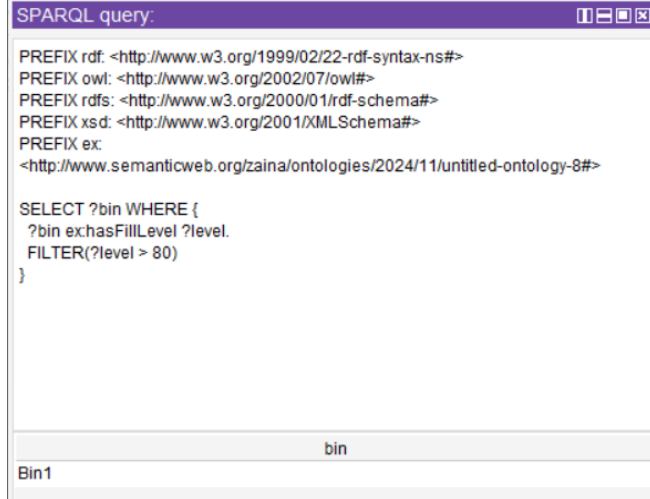 SPARQL query:
PREFIX rdf: <http://www.w3.org/1999/02/22-rdf-syntax-ns#>
PREFIX owl: <http://www.w3.org/2002/07/owl#>
PREFIX rdfs: <http://www.w3.org/2000/01/rdf-schema#>
PREFIX xsd: <http://www.w3.org/2001/XMLSchema#>
PREFIX ex:
<http://www.semanticweb.org/zaina/ontologies/2024/11/untitled-ontology-8#>
SELECT ?bin WHERE {
?bin ex:hasFillLevel ?level.
FILTER(?level > 80)
}
bin
Bin1